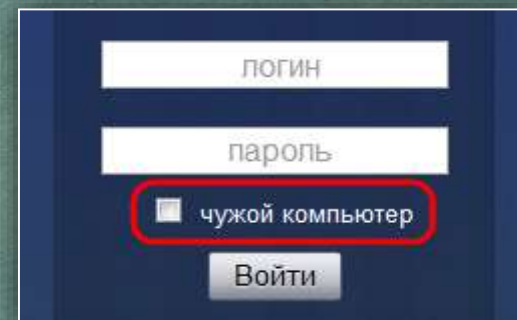 логин
пароль
чужой компьютер
Войти